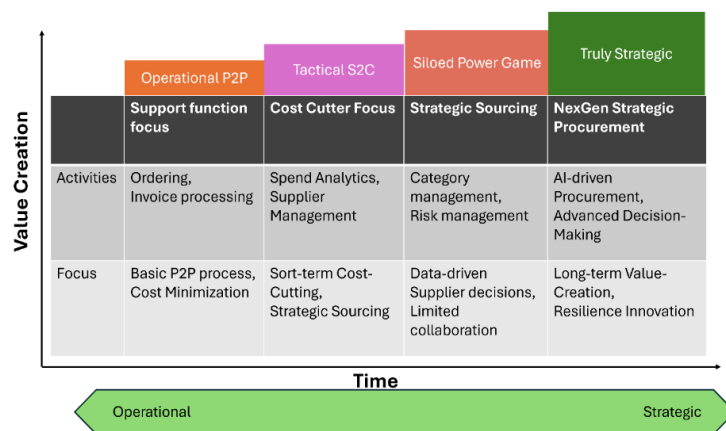 Value Creation
Operational P2P
Tactical S2C
Siloed Power Game
Truly Strategic
Support function
focus
Cost Cutter Focus
Strategic Sourcing
NexGen Strategic
Procurement
Activities
Ordering,
Invoice processing
Spend Analytics,
Supplier
Management
Category
management,
Risk management
AI-driven
Procurement,
Advanced Decision-
Making
Focus
Basic P2P process,
Cost Minimization
Sort-term Cost-
Cutting,
Strategic Sourcing
Data-driven
Supplier decisions,
Limited
collaboration
Long-term Value-
Creation,
Resilience Innovation
Time
Operational
Strategic